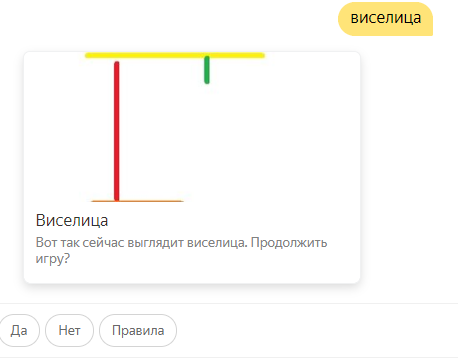 виселица
Виселица
Вот так сейчас выглядит виселица. Продолжить
игру?
Да
Нет
Правила